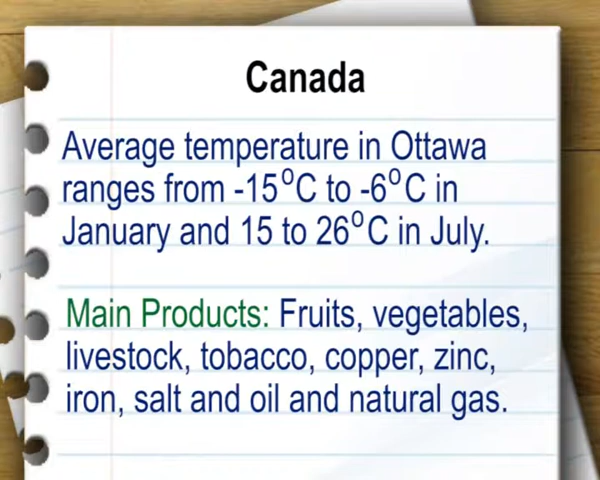 Canada
Average temperature in Ottawa
ranges from -15°C to -6°C in
January and 15 to 26°C in July.
Main Products: Fruits, vegetables,
livestock, tobacco, copper, zinc,
iron, salt and oil and natural gas.